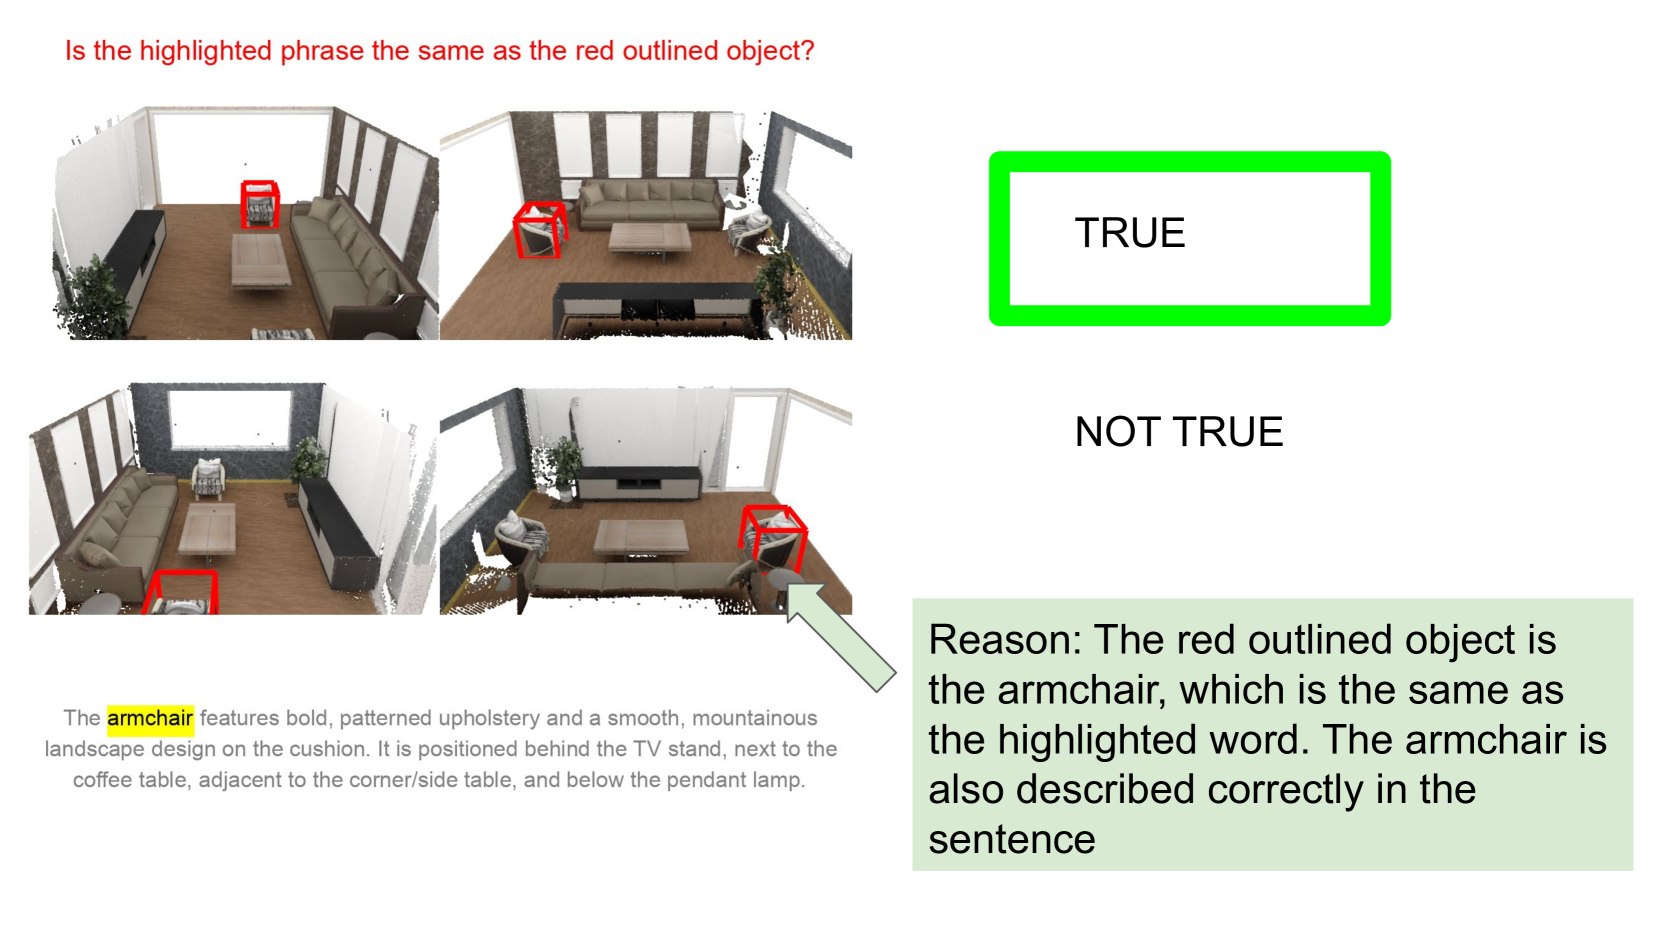 Is the highlighted phrase the same as the red outlined object?
TRUE
NOT TRUE
Reason: The red outlined object is
the armchair, which is the same as
the highlighted word. The armchair is
also described correctly in the
sentence
The armchair features bold, patterned upholstery and a smooth, mountainous
landscape design on the cushion. It is positioned behind the TV stand, next to the
coffee table, adjacent to the corner/side table, and below the pendant lamp.